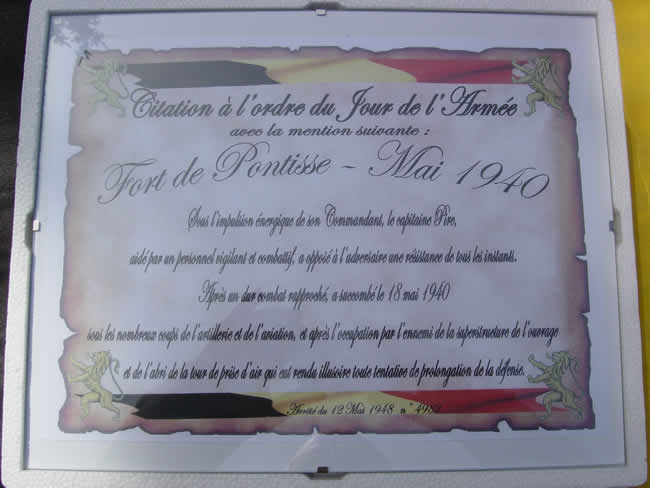 Citation à l'ordre du Jour de l'Armée
avec la mention suivante :
Fort de Pontisse - Mai 1940
Sous l'impulsion énergique de son Commandant, le capitaine Pire,
aidé par un personnel vigilant et combattif, a opposé à l'adversaire une résistance de tous les instants.
Après un dur combat rapproché, a succombé le 18 mai 1940
sous les nombreux coups de l'artillerie et de l'aviation, et après l'occupation par l'ennemi de la superstructure de l'ouvrage
et de l'abri de la tour de prise d'air qui eut rendu illusoire toute tentative de prolongation de la défense.
Arrêté du 12 Mai 1948 n°